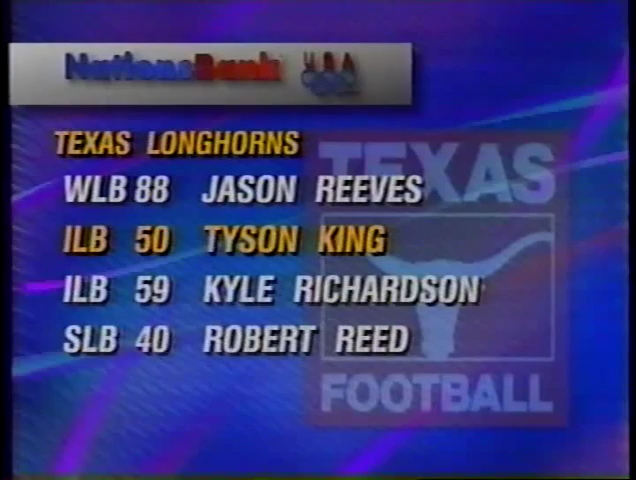 NationsBank USA
TEXAS LONGHORNS
WLB 88 JASON REEVES
ILB 50 TYSON KING
ILB 59 KYLE RICHARDSON
SLB 40 ROBERT REED
TEXAS
FOOTBALL